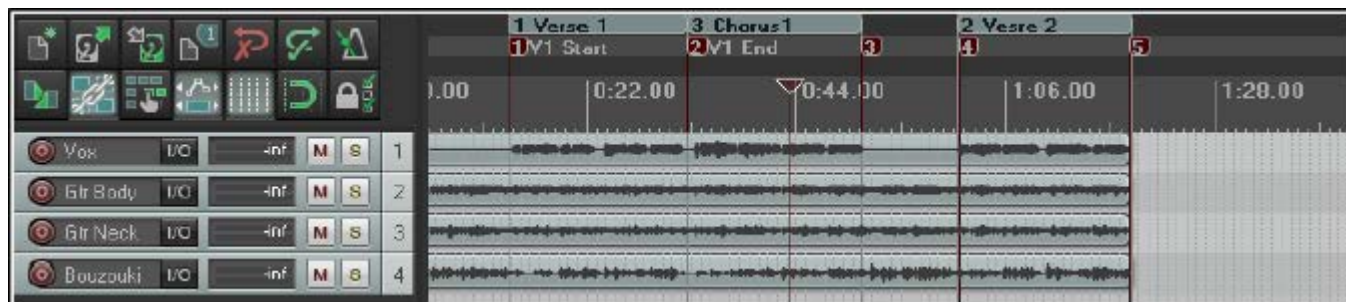 1 Verse 1 3 Chorus1 2 Vesre 2
1 V1 Start 2 V1 End 3 4 5
0.00 0:22.00 0:44.00 1:06.00 1:28.00
Vox I/O -inf M S 1
Gtr Body I/O -inf M S 2
Gtr Neck I/O -inf M S 3
Bouzouki I/O -inf M S 4